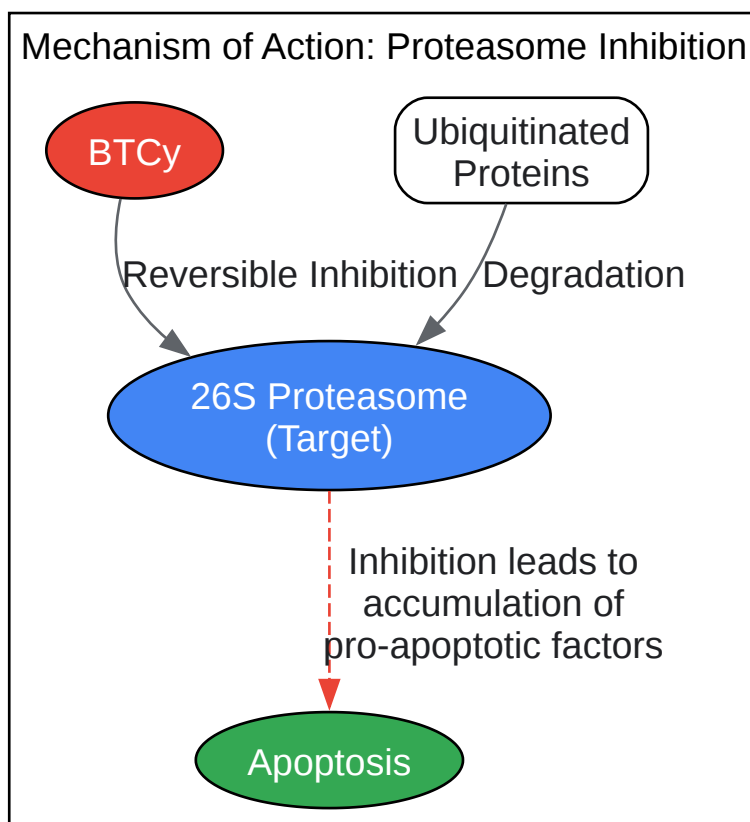 Mechanism of Action: Proteasome Inhibition
BTCy
Ubiquitinated
Proteins
Reversible Inhibition
Degradation
26S Proteasome
(Target)
Inhibition leads to
accumulation of
pro-apoptotic factors
Apoptosis